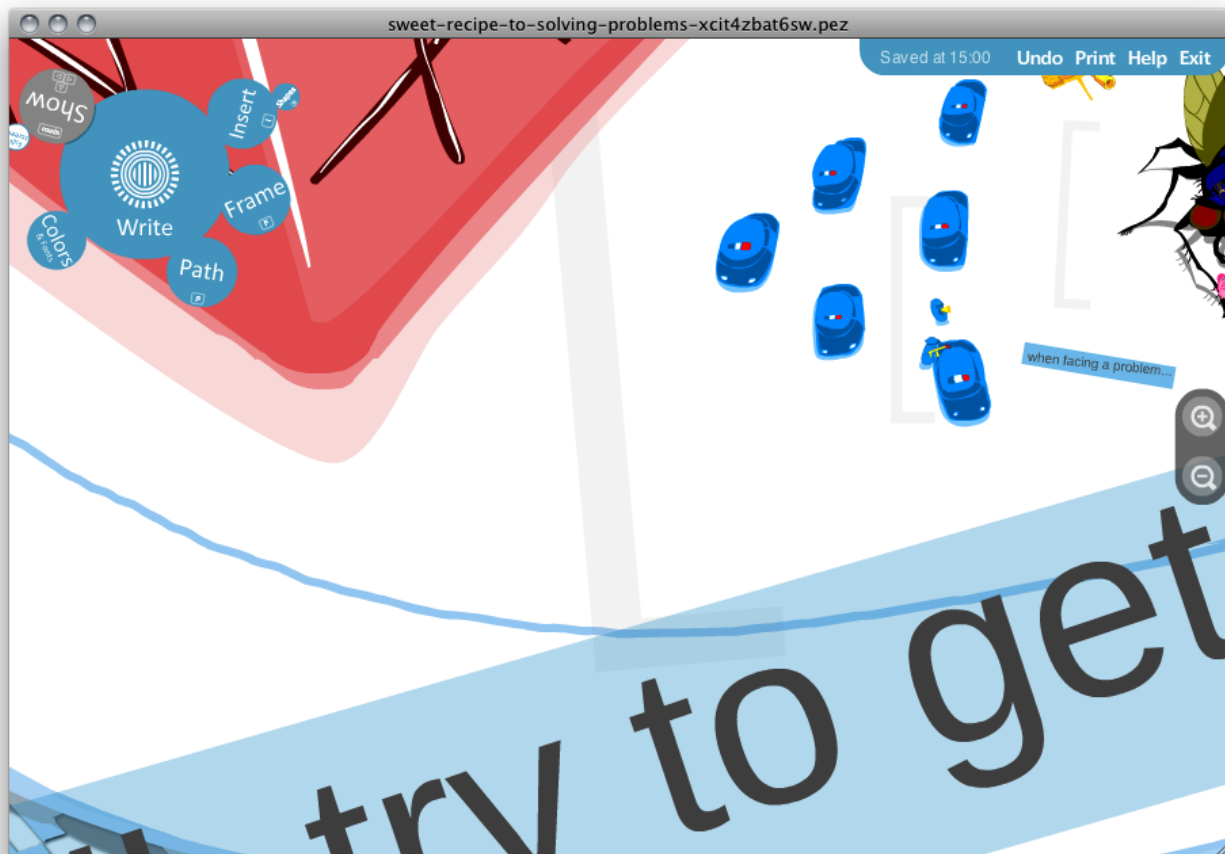 sweet-recipe-to-solving-problems-xcit4zbat6sw.pez
Saved at 15:00 Undo Print Help Exit
Show
Insert
Shapes
I
Write
Frame
F
Colors
& Fonts
Path
P
when facing a problem...
try to get